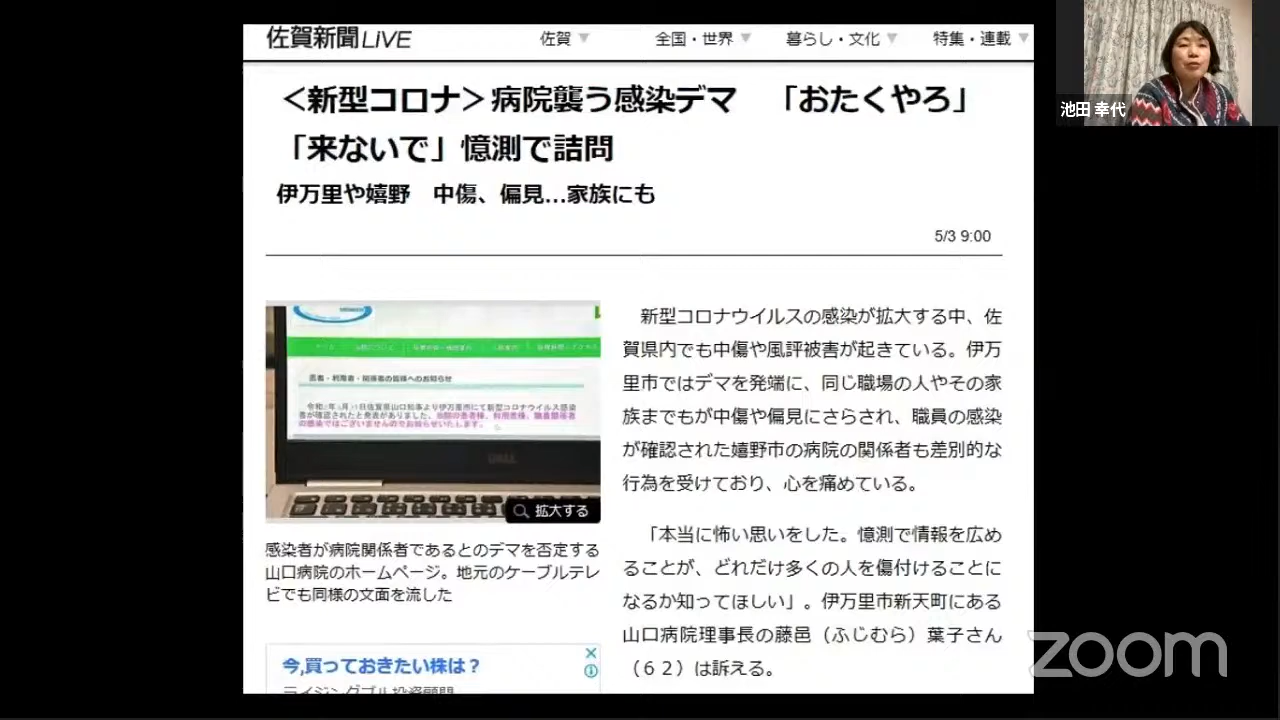 佐賀新聞LiVE
佐賀 ▼ 全国・世界 ▼ 暮らし・文化 ▼ 特集・連載 ▼
池田 幸代
＜新型コロナ＞病院襲う感染デマ 「おたくやろ」
「来ないで」憶測で詰問
伊万里や嬉野 中傷、偏見...家族にも
5/3 9:00
患者・利用者・関係者の皆様へのお知らせ
拡大する
感染者が病院関係者であるとのデマを否定する
山口病院のホームページ。地元のケーブルテレ
ビでも同様の文面を流した
今,買っておきたい株は？
新型コロナウイルスの感染が拡大する中、佐
賀県内でも中傷や風評被害が起きている。伊万
里市ではデマを発端に、同じ職場の人やその家
族までもが中傷や偏見にさらされ、職員の感染
が確認された嬉野市の病院の関係者も差別的な
行為を受けており、心を痛めている。
「本当に怖い思いをした。憶測で情報を広め
ることが、どれだけ多くの人を傷付けることに
なるか知ってほしい」。伊万里市新天町にある
山口病院理事長の藤邑（ふじむら）葉子さん
（６２）は訴える。
zoom